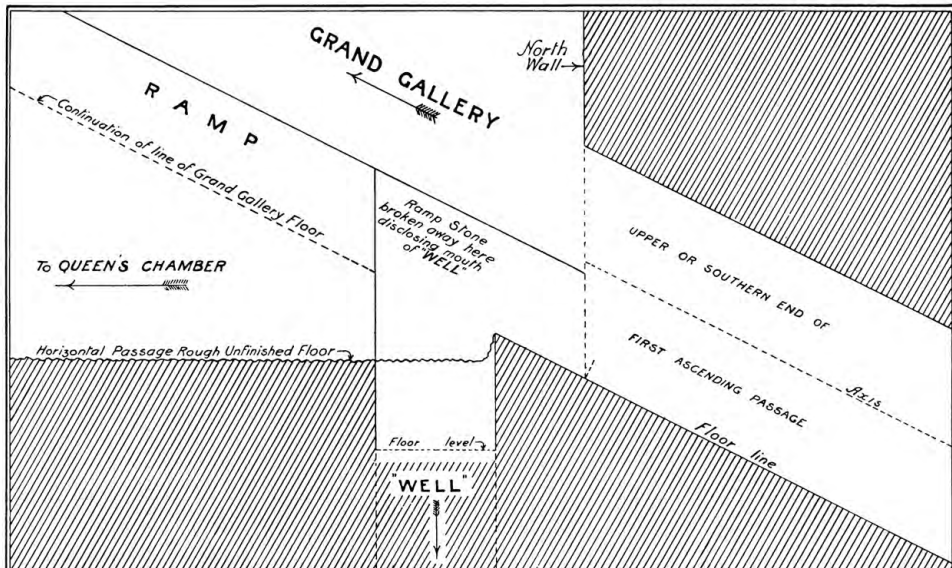 GRAND GALLERY
North
Wall
RAMP
Continuation of line of Grand Gallery Floor
Ramp Stone
broken away here
disclosing mouth
of "WELL"
UPPER OR SOUTHERN END OF
FIRST ASCENDING PASSAGE
Axis
Floor line
To QUEEN'S CHAMBER
Horizontal Passage Rough Unfinished Floor
Floor level
"WELL"